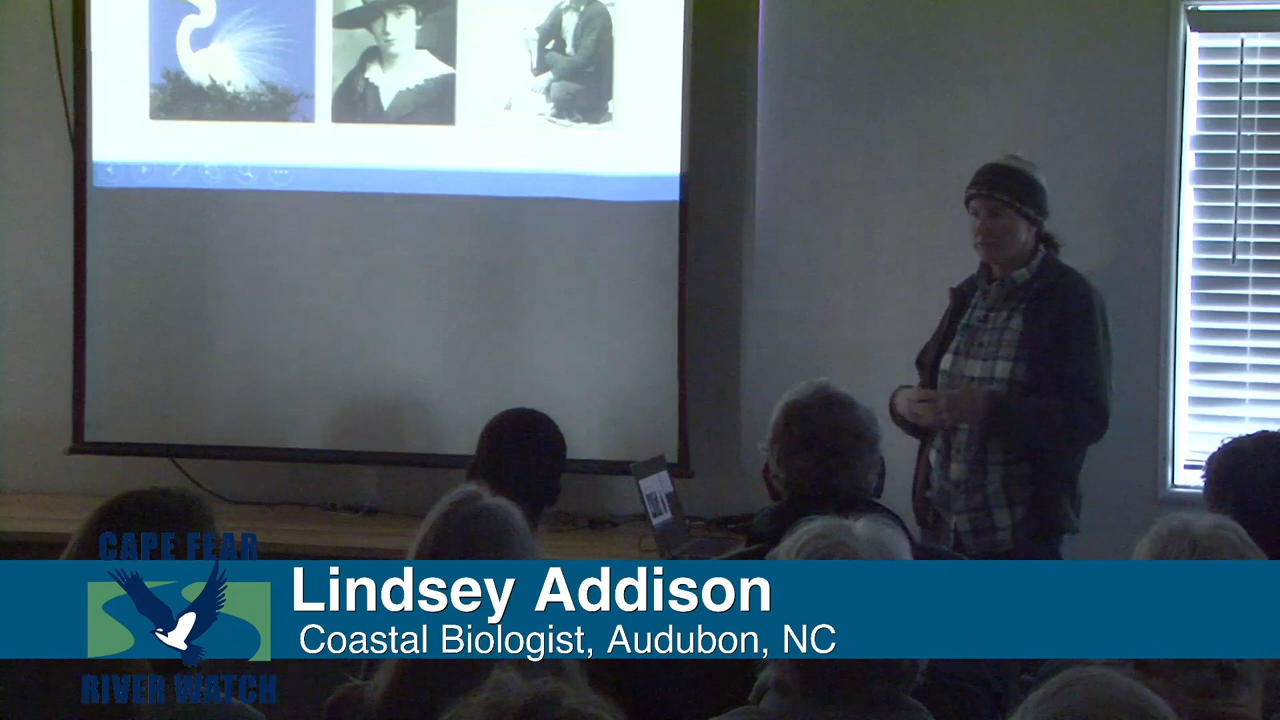 Lindsey Addison
Coastal Biologist, Audubon, NC
CAPE FEAR
RIVER WATCH